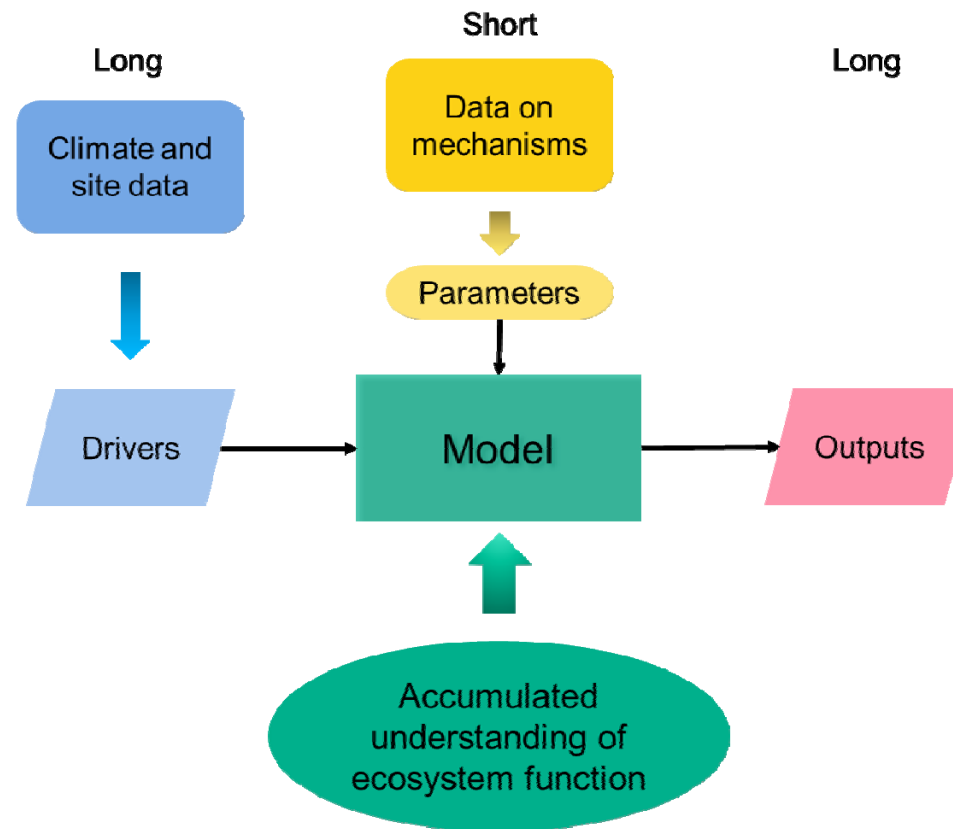 Short
Long
Long
Data on
mechanisms
Climate and
site data
Parameters
Drivers
Model
Outputs
Accumulated
understanding of
ecosystem function